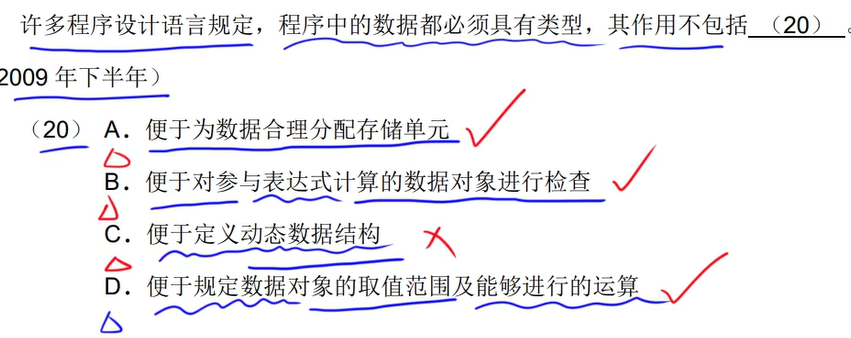 许多程序设计语言规定，程序中的数据都必须具有类型，其作用不包括 （20） 。
2009 年下半年）
（20） A．便于为数据合理分配存储单元
B．便于对参与表达式计算的数据对象进行检查
C．便于定义动态数据结构
D．便于规定数据对象的取值范围及能够进行的运算